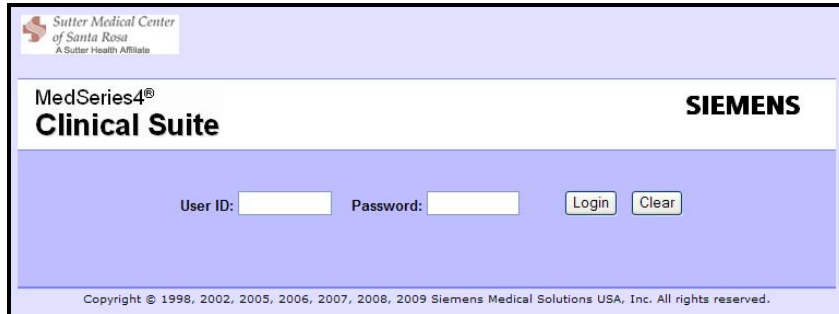 Sutter Medical Center
of Santa Rosa
A Sutter Health Affiliate
MedSeries4®
Clinical Suite
SIEMENS
User ID: Password: Login Clear
Copyright © 1998, 2002, 2005, 2006, 2007, 2008, 2009 Siemens Medical Solutions USA, Inc. All rights reserved.